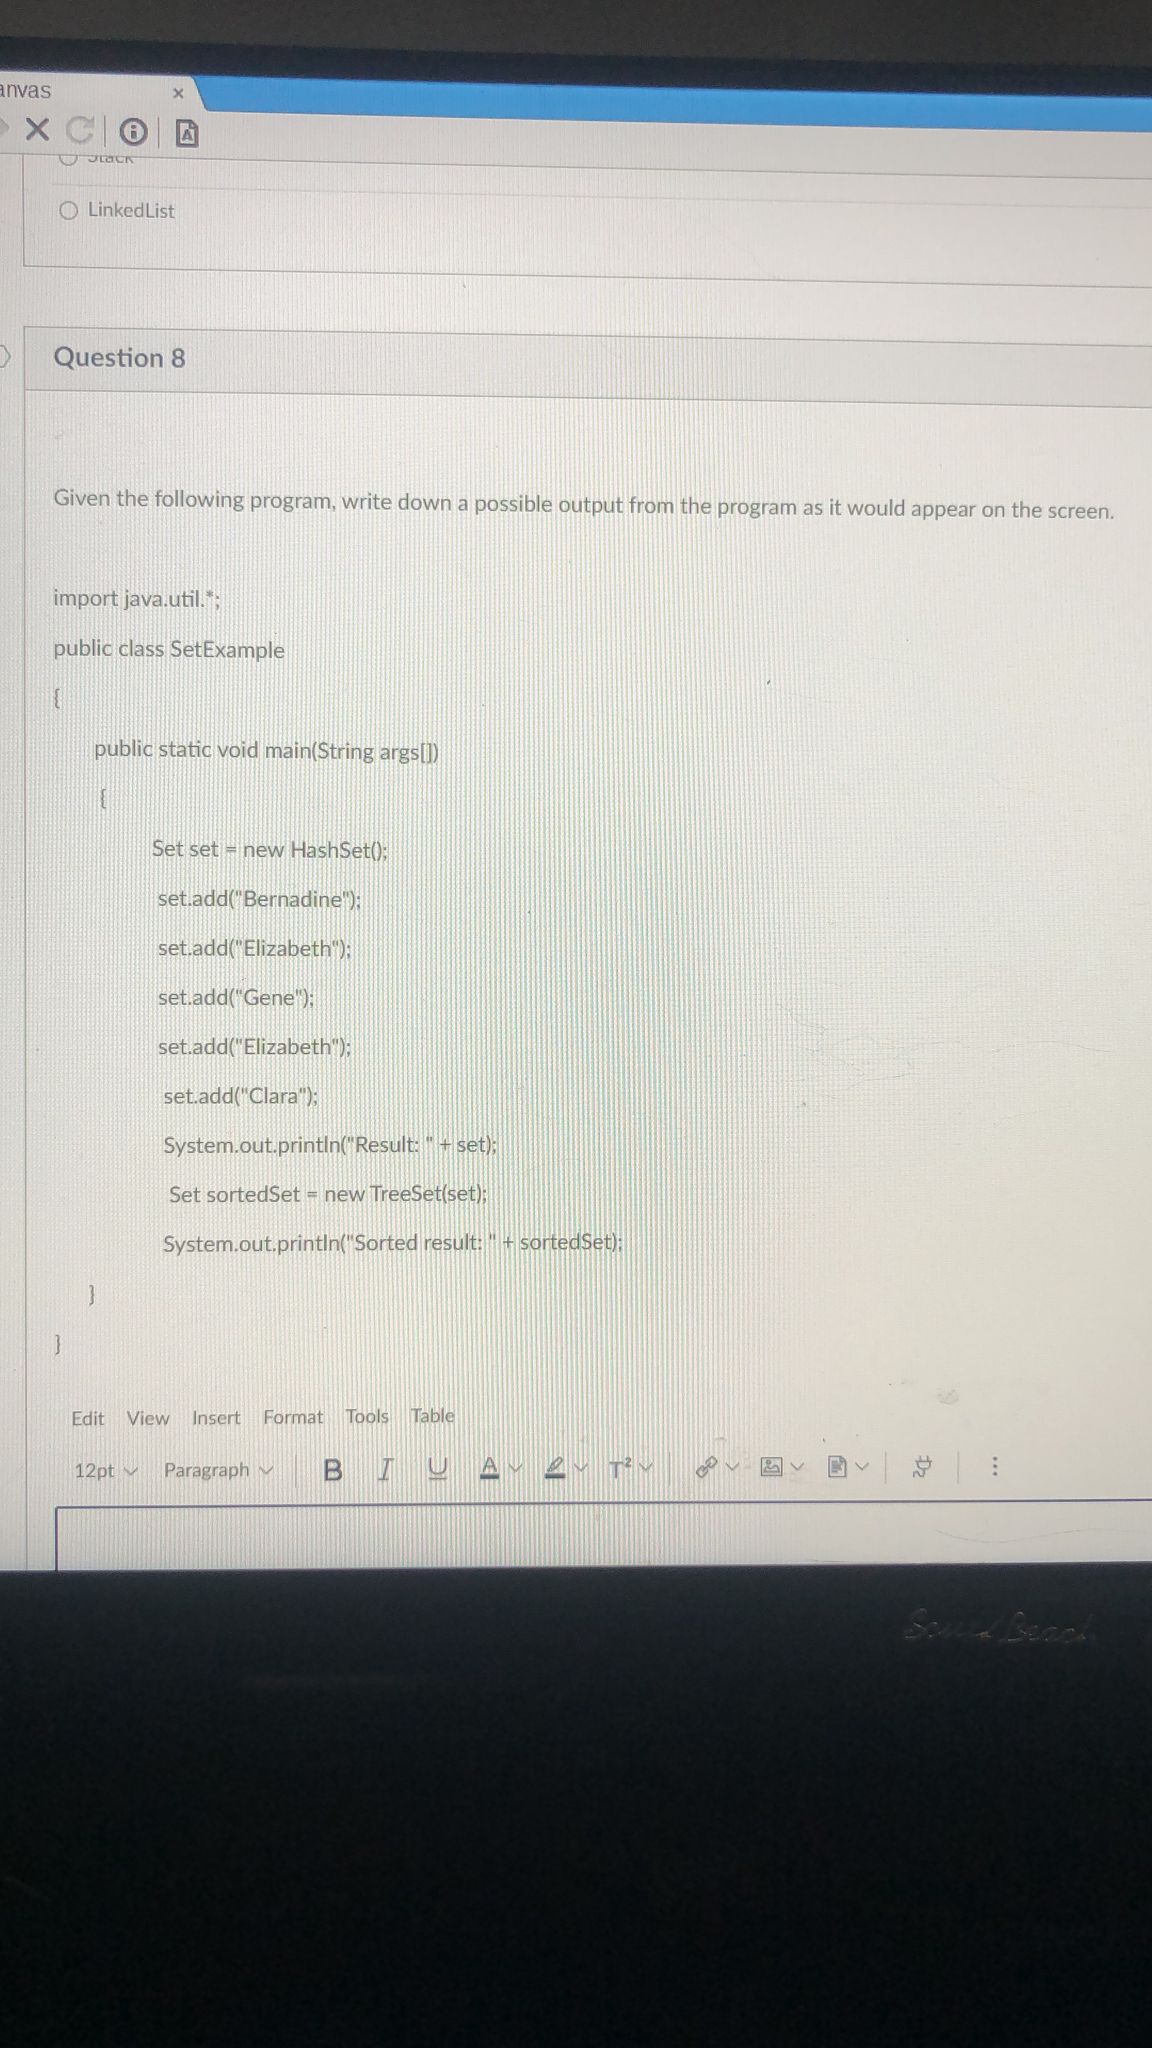 anvas
LinkedList
Question 8
Given the following program, write down a possible output from the program as it would appear on the screen.
import java.util.*;
public class SetExample
{
public static void main(String args[])
{
Set set = new HashSet();
set.add("Bernadine");
set.add("Elizabeth");
set.add("Gene");
set.add("Elizabeth");
set.add("Clara");
System.out.println("Result: " + set);
Set sortedSet = new TreeSet(set);
System.out.println("Sorted result: " + sortedSet);
}
}
Edit View Insert Format Tools Table
12pt Paragraph B I U A T²